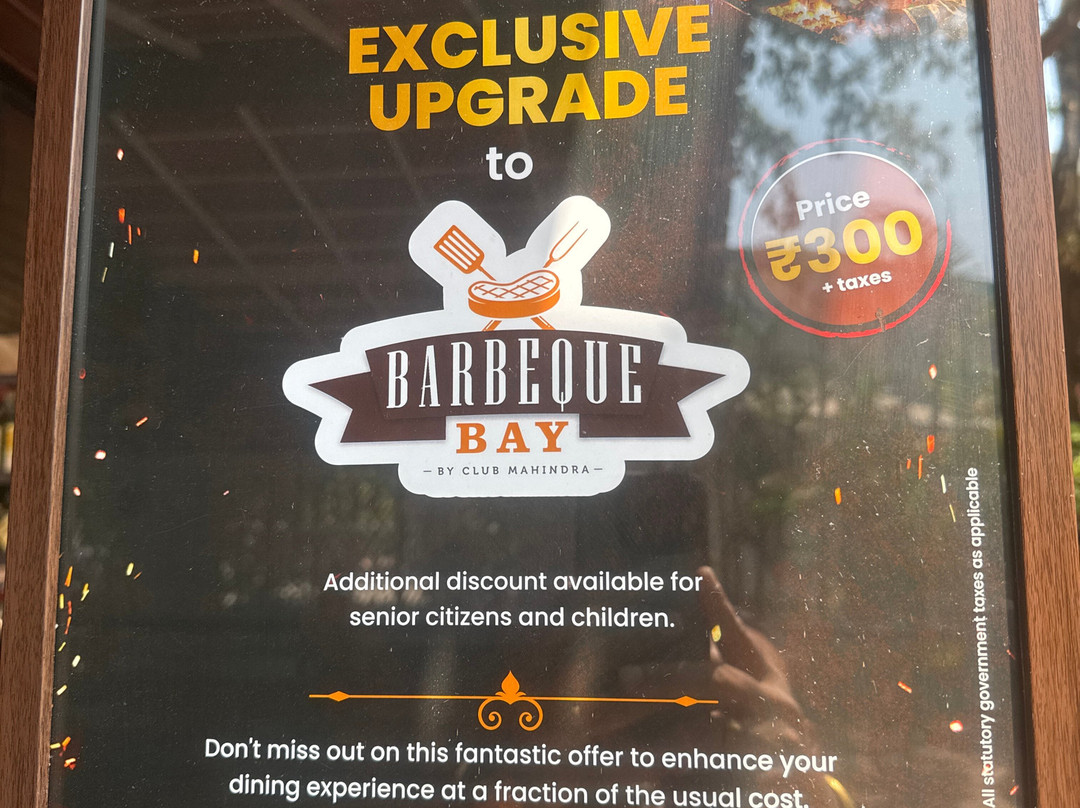 EXCLUSIVE
UPGRADE
to
Price
₹300
+ taxes
BARBEQUE
BAY
— BY CLUB MAHINDRA —
Additional discount available for
senior citizens and children.
Don't miss out on this fantastic offer to enhance your
dining experience at a fraction of the usual cost.
All statutory government taxes as applicable